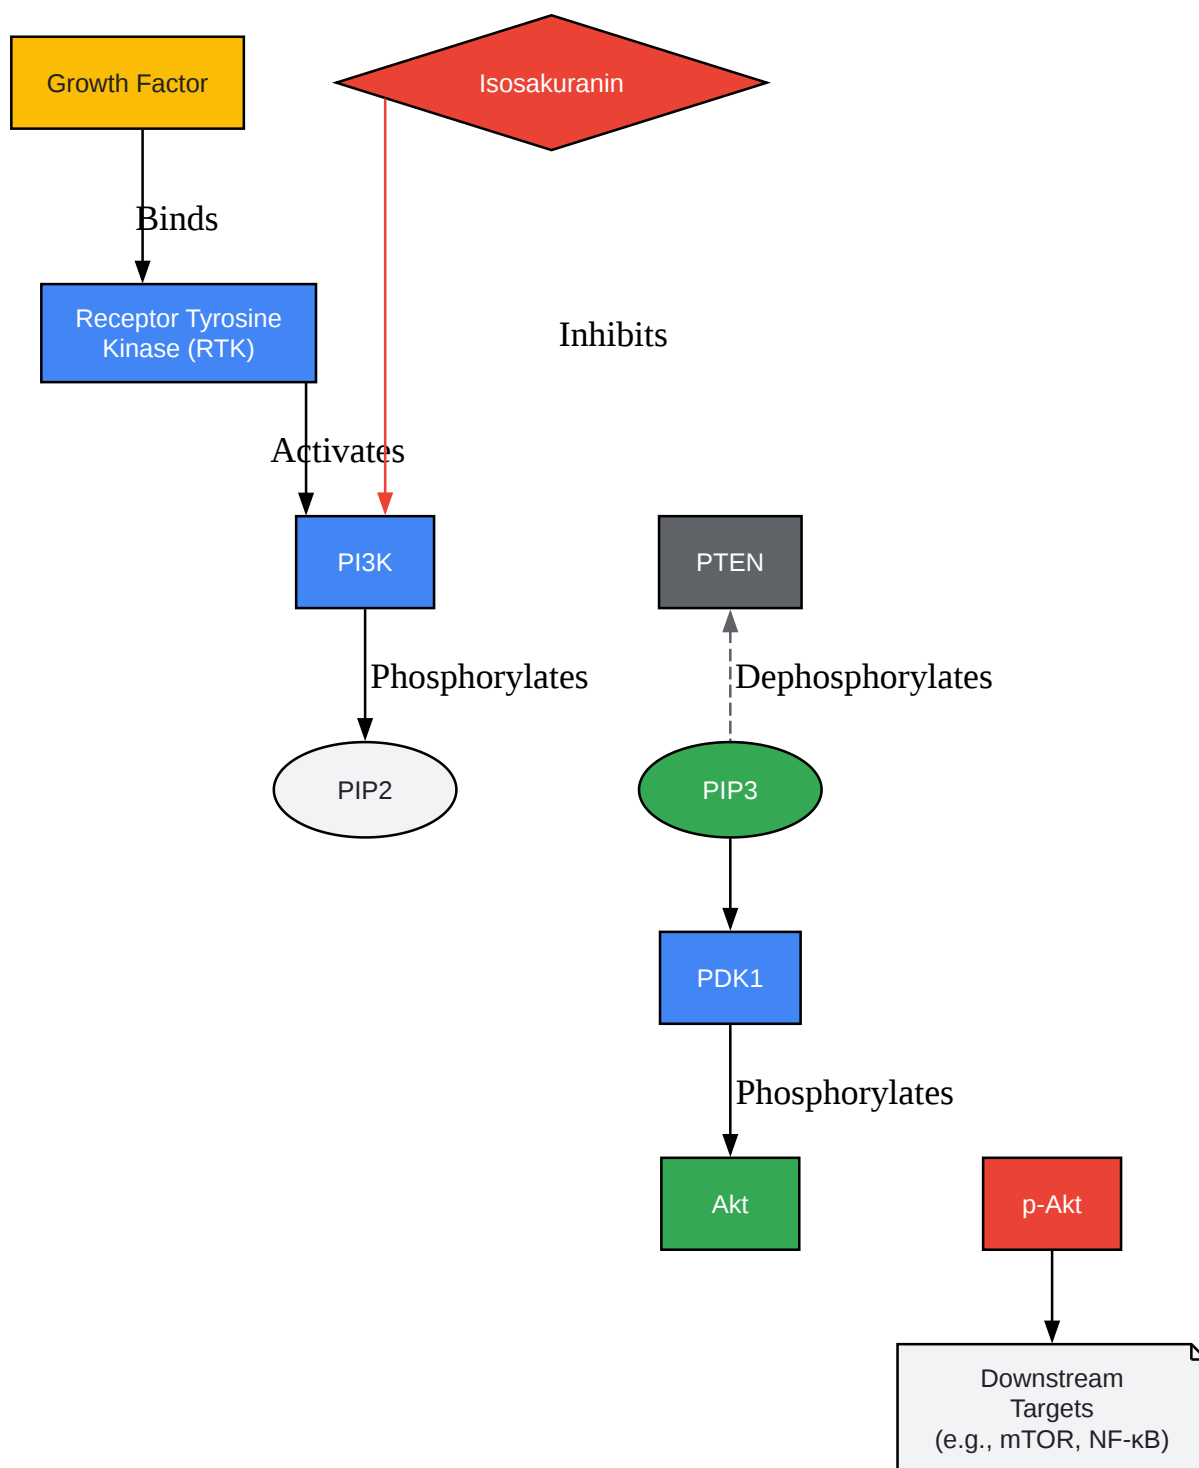 Growth Factor
Isosakuranin
Binds
Receptor Tyrosine
Kinase (RTK)
Inhibits
Activates
PI3K
PTEN
Phosphorylates
Dephosphorylates
PIP2
PIP3
PDK1
Phosphorylates
Akt
p-Akt
Downstream
Targets
(e.g., mTOR, NF-κB)